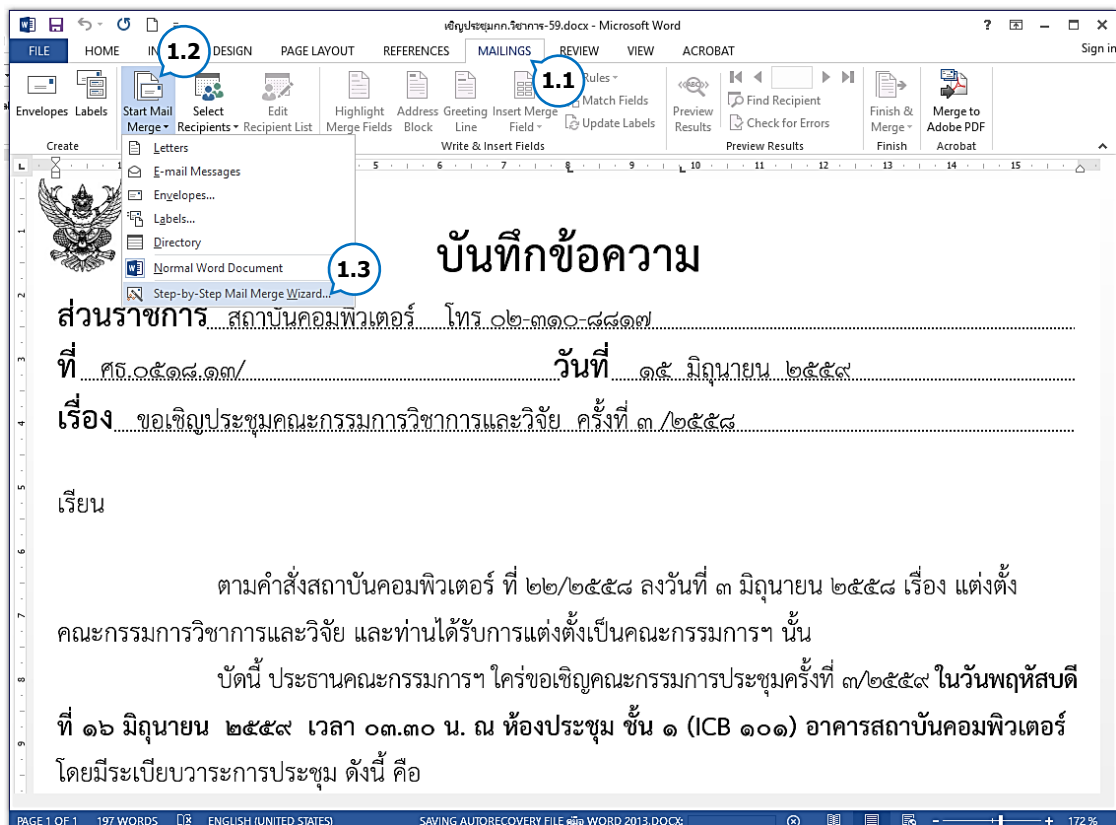 เชิญประชุมกก.วิชาการ-59.docx - Microsoft Word
Sign in
FILE HOME IN DESIGN PAGE LAYOUT REFERENCES MAILINGS REVIEW VIEW ACROBAT
1.2
1.1
Envelopes Labels
Start Mail Merge
Select Recipients
Edit Recipient List
Highlight Merge Fields
Address Block
Greeting Line
Insert Merge Field
Rules
Match Fields
Update Labels
Preview Results
Find Recipient
Check for Errors
Finish & Merge
Merge to Adobe PDF
Create Write & Insert Fields Preview Results Finish Acrobat
Letters
E-mail Messages
Envelopes...
Labels...
Directory
Normal Word Document
Step-by-Step Mail Merge Wizard...
1.3
5 6 7 8 9 10 11 12 13 14 15
บันทึกข้อความ
ส่วนราชการ สถาบันคอมพิวเตอร์ โทร ๐๒-๓๑๐-๘๘๑๗
ที่ ศธ.๐๕๑๘.๑๓/ วันที่ ๑๕ มิถุนายน ๒๕๕๙
เรื่อง ขอเชิญประชุมคณะกรรมการวิชาการและวิจัย ครั้งที่ ๓ /๒๕๕๘
เรียน
ตามคำสั่งสถาบันคอมพิวเตอร์ ที่ ๒๒/๒๕๕๘ ลงวันที่ ๓ มิถุนายน ๒๕๕๘ เรื่อง แต่งตั้ง
คณะกรรมการวิชาการและวิจัย และท่านได้รับการแต่งตั้งเป็นคณะกรรมการฯ นั้น
บัดนี้ ประธานคณะกรรมการฯ ใคร่ขอเชิญคณะกรรมการประชุมครั้งที่ ๓/๒๕๕๙ ในวันพฤหัสบดี
ที่ ๑๖ มิถุนายน ๒๕๕๙ เวลา ๐๓.๓๐ น. ณ ห้องประชุม ชั้น ๑ (ICB ๑๐๑) อาคารสถาบันคอมพิวเตอร์
โดยมีระเบียบวาระการประชุม ดังนี้ คือ
PAGE 1 OF 1 197 WORDS ENGLISH (UNITED STATES) SAVING AUTORECOVERY FILE คู่มือ WORD 2013.DOCX: 172 %